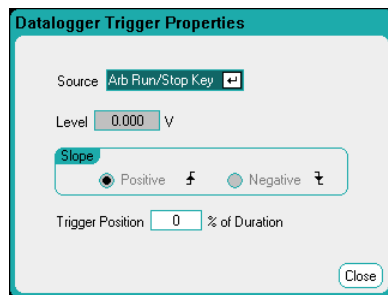 Datalogger Trigger Properties
Source Arb Run/Stop Key
Level 0.000 V
Slope
Positive Negative
Trigger Position 0 % of Duration
Close